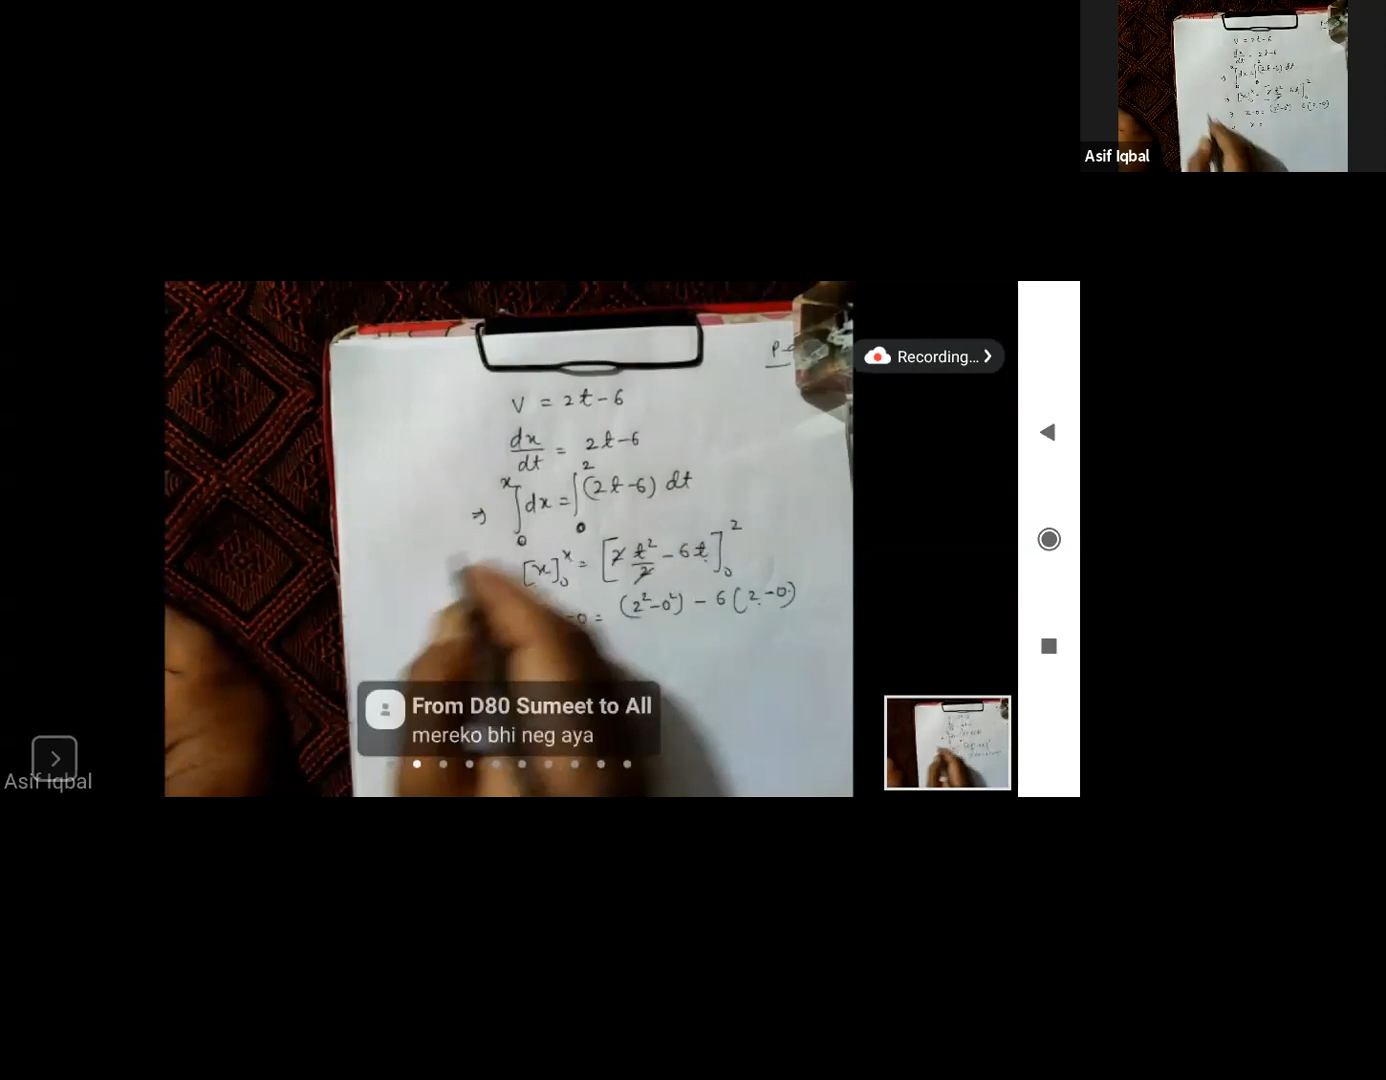 Asif Iqbal
Recording...
P-
V = 2t - 6
dx/dt = 2t - 6
⇒ ∫₀ˣ dx = ∫₀² (2t - 6) dt
[x]₀ˣ = [2 t²/2 - 6t]₀²
-0 = (2² - 0²) - 6(2 - 0)
From D80 Sumeet to All
mereko bhi neg aya
Asif Iqbal